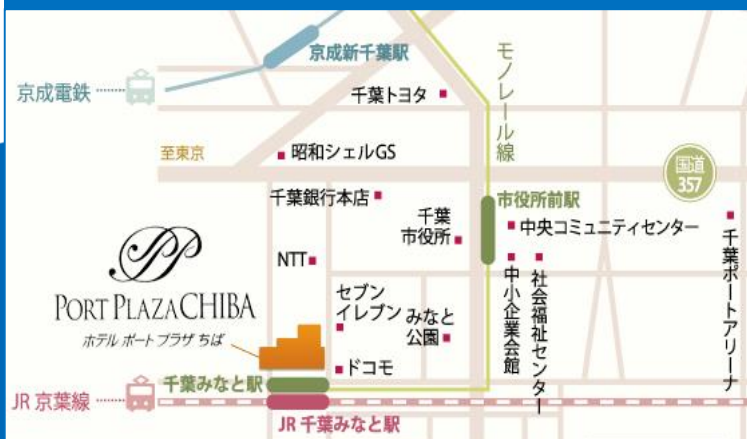 京成新千葉駅
京成電鉄
モノレール線
千葉トヨタ
至東京
昭和シェルGS
国道
357
千葉銀行本店
市役所前駅
千葉
市役所
中央コミュニティセンター
千葉ポートアリーナ
NTT
中小企業会館
社会福祉センター
PORT PLAZA CHIBA
ホテル ポート プラザ ちば
セブン
イレブン
みなと
公園
ドコモ
千葉みなと駅
JR 京葉線
JR 千葉みなと駅